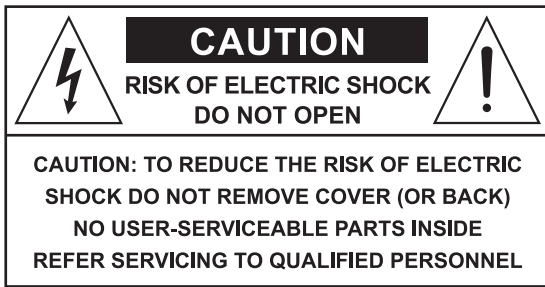 CAUTION
RISK OF ELECTRIC SHOCK
DO NOT OPEN
CAUTION: TO REDUCE THE RISK OF ELECTRIC
SHOCK DO NOT REMOVE COVER (OR BACK)
NO USER-SERVICEABLE PARTS INSIDE
REFER SERVICING TO QUALIFIED PERSONNEL